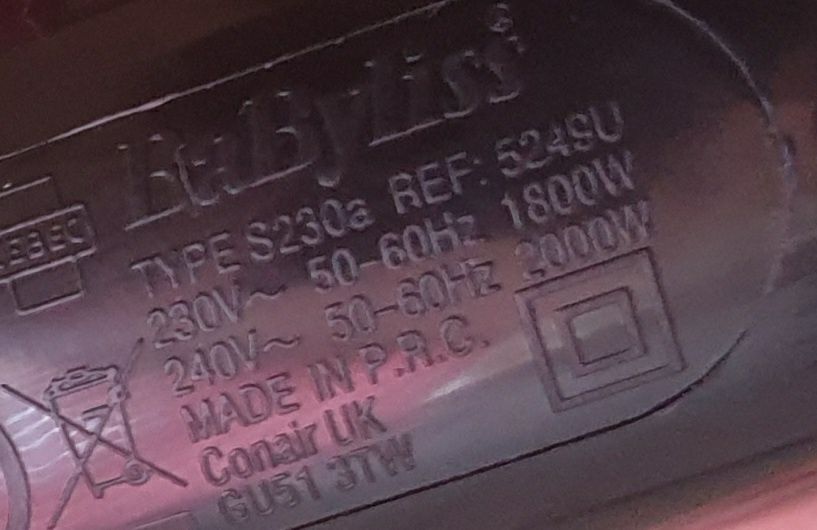 BaByliss®
TYPE S230a REF: 5249U
230V~ 50-60Hz 1800W
240V~ 50-60Hz 2000W
MADE IN P.R.C.
Conair UK
GU51 3TW